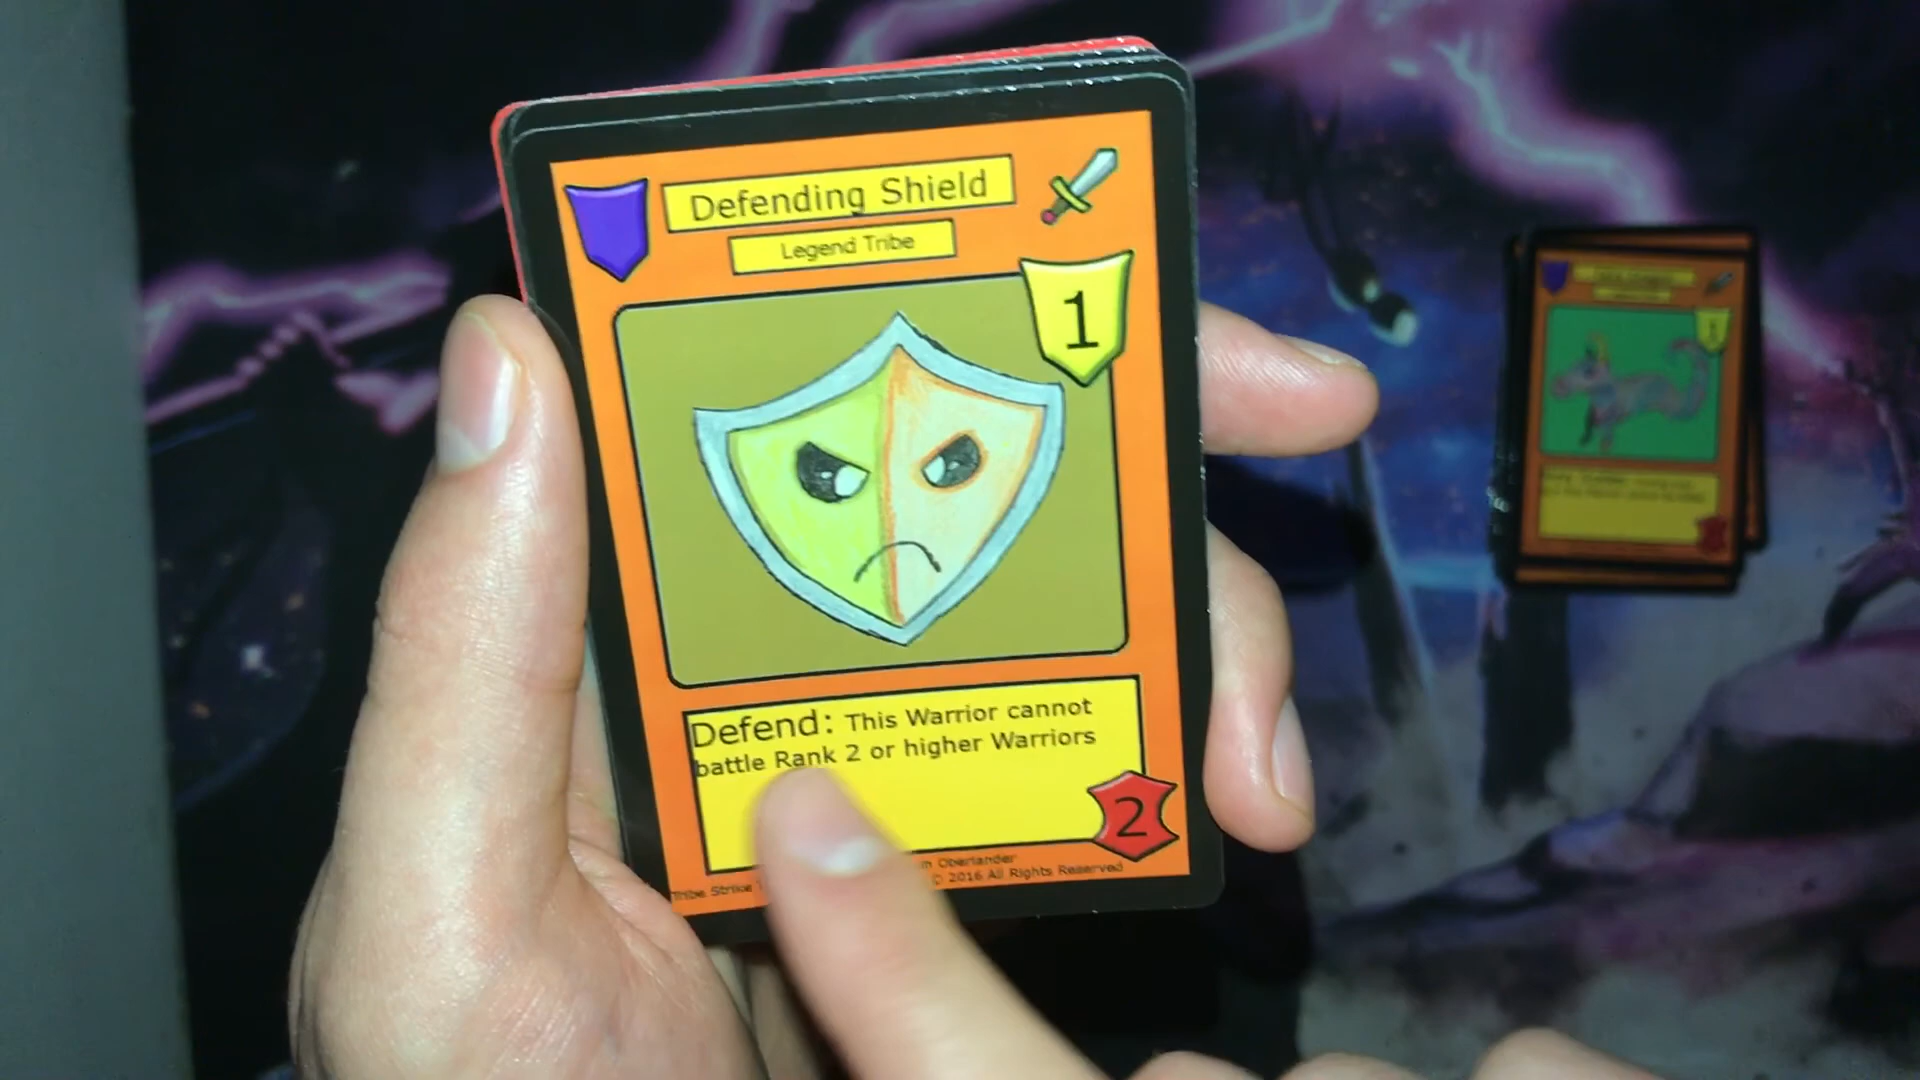 Defending Shield
Legend Tribe
1
Defend: This Warrior cannot
battle Rank 2 or higher Warriors
2
Oberlander
Tribe Strike © 2016 All Rights Reserved